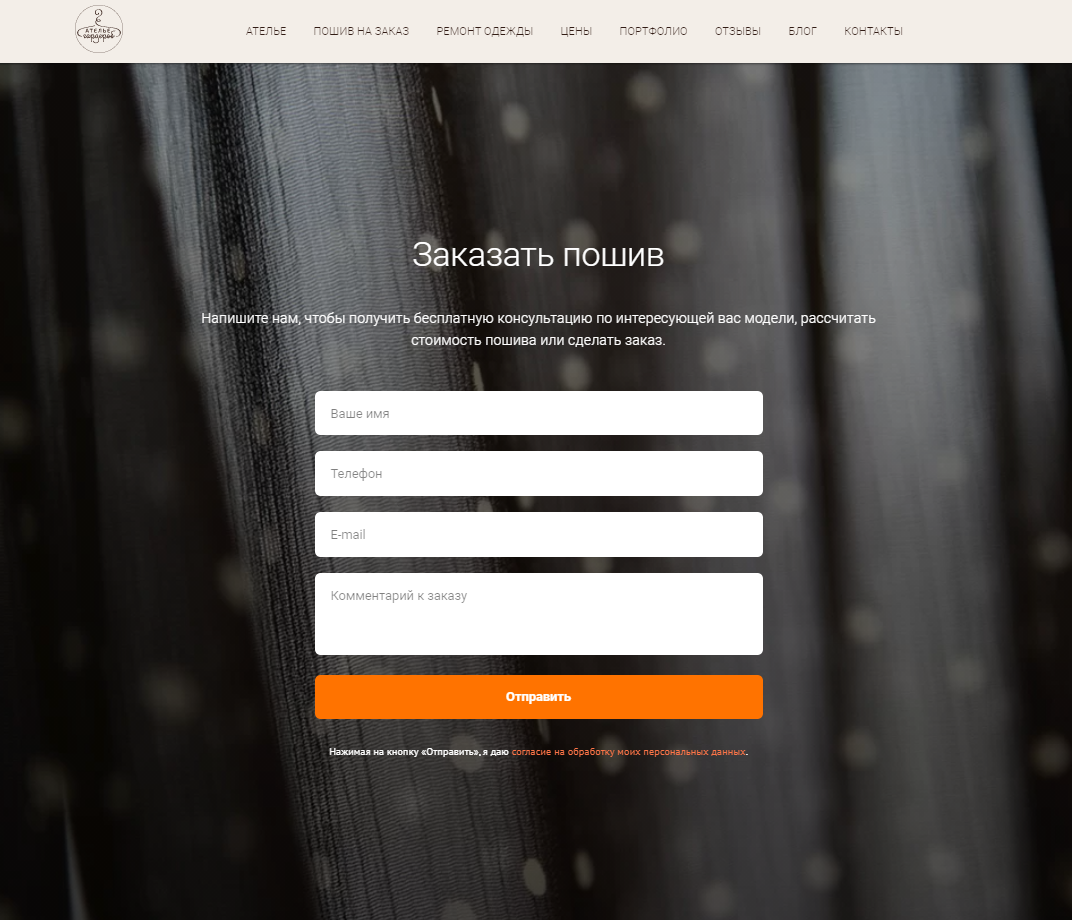 АТЕЛЬЕ
гардероб
АТЕЛЬЕ ПОШИВ НА ЗАКАЗ РЕМОНТ ОДЕЖДЫ ЦЕНЫ ПОРТФОЛИО ОТЗЫВЫ БЛОГ КОНТАКТЫ
Заказать пошив
Напишите нам, чтобы получить бесплатную консультацию по интересующей вас модели, рассчитать
стоимость пошива или сделать заказ.
Ваше имя
Телефон
E-mail
Комментарий к заказу
Отправить
Нажимая на кнопку «Отправить», я даю согласие на обработку моих персональных данных.